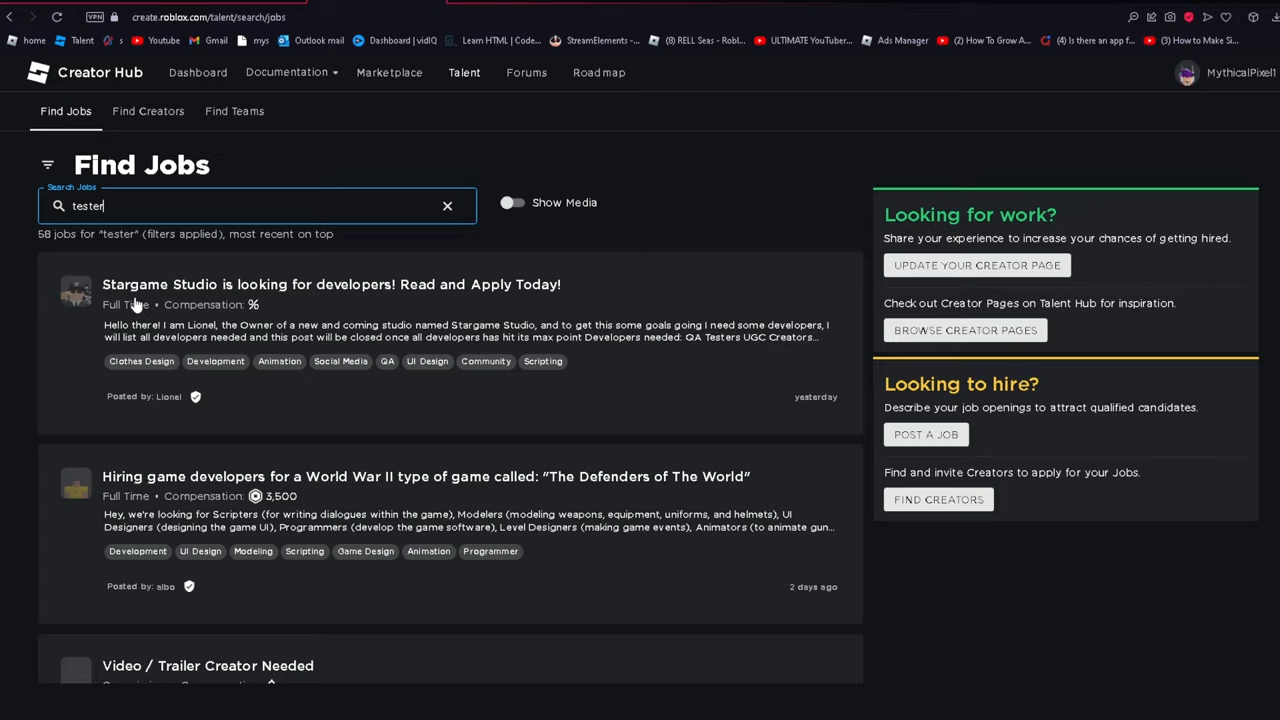 VPN create.roblox.com/talent/search/jobs
home Talent s Youtube Gmail mys Outlook mail Dashboard | vidIQ Learn HTML | Code... StreamElements -... (8) RELL Seas - Robl... ULTIMATE YouTuber... Ads Manager (2) How To Grow A... (4) Is there an app f... (3) How to Make Si...
Creator Hub Dashboard Documentation Marketplace Talent Forums Roadmap MythicalPixel1
Find Jobs Find Creators Find Teams
Find Jobs
Search Jobs
tester
Show Media
58 jobs for "tester" (filters applied), most recent on top
Stargame Studio is looking for developers! Read and Apply Today!
Full Time • Compensation: %
Hello there! I am Lionel, the Owner of a new and coming studio named Stargame Studio, and to get this some goals going I need some developers, I
will list all developers needed and this post will be closed once all developers has hit its max point Developers needed: QA Testers UGC Creators...
Clothes Design Development Animation Social Media QA UI Design Community Scripting
Posted by: Lionel yesterday
Hiring game developers for a World War II type of game called: "The Defenders of The World"
Full Time • Compensation: 3,500
Hey, we're looking for Scripters (for writing dialogues within the game), Modelers (modeling weapons, equipment, uniforms, and helmets), UI
Designers (designing the game UI), Programmers (develop the game software), Level Designers (making game events), Animators (to animate gun...
Development UI Design Modeling Scripting Game Design Animation Programmer
Posted by: albo 2 days ago
Video / Trailer Creator Needed
Looking for work?
Share your experience to increase your chances of getting hired.
UPDATE YOUR CREATOR PAGE
Check out Creator Pages on Talent Hub for inspiration.
BROWSE CREATOR PAGES
Looking to hire?
Describe your job openings to attract qualified candidates.
POST A JOB
Find and invite Creators to apply for your Jobs.
FIND CREATORS